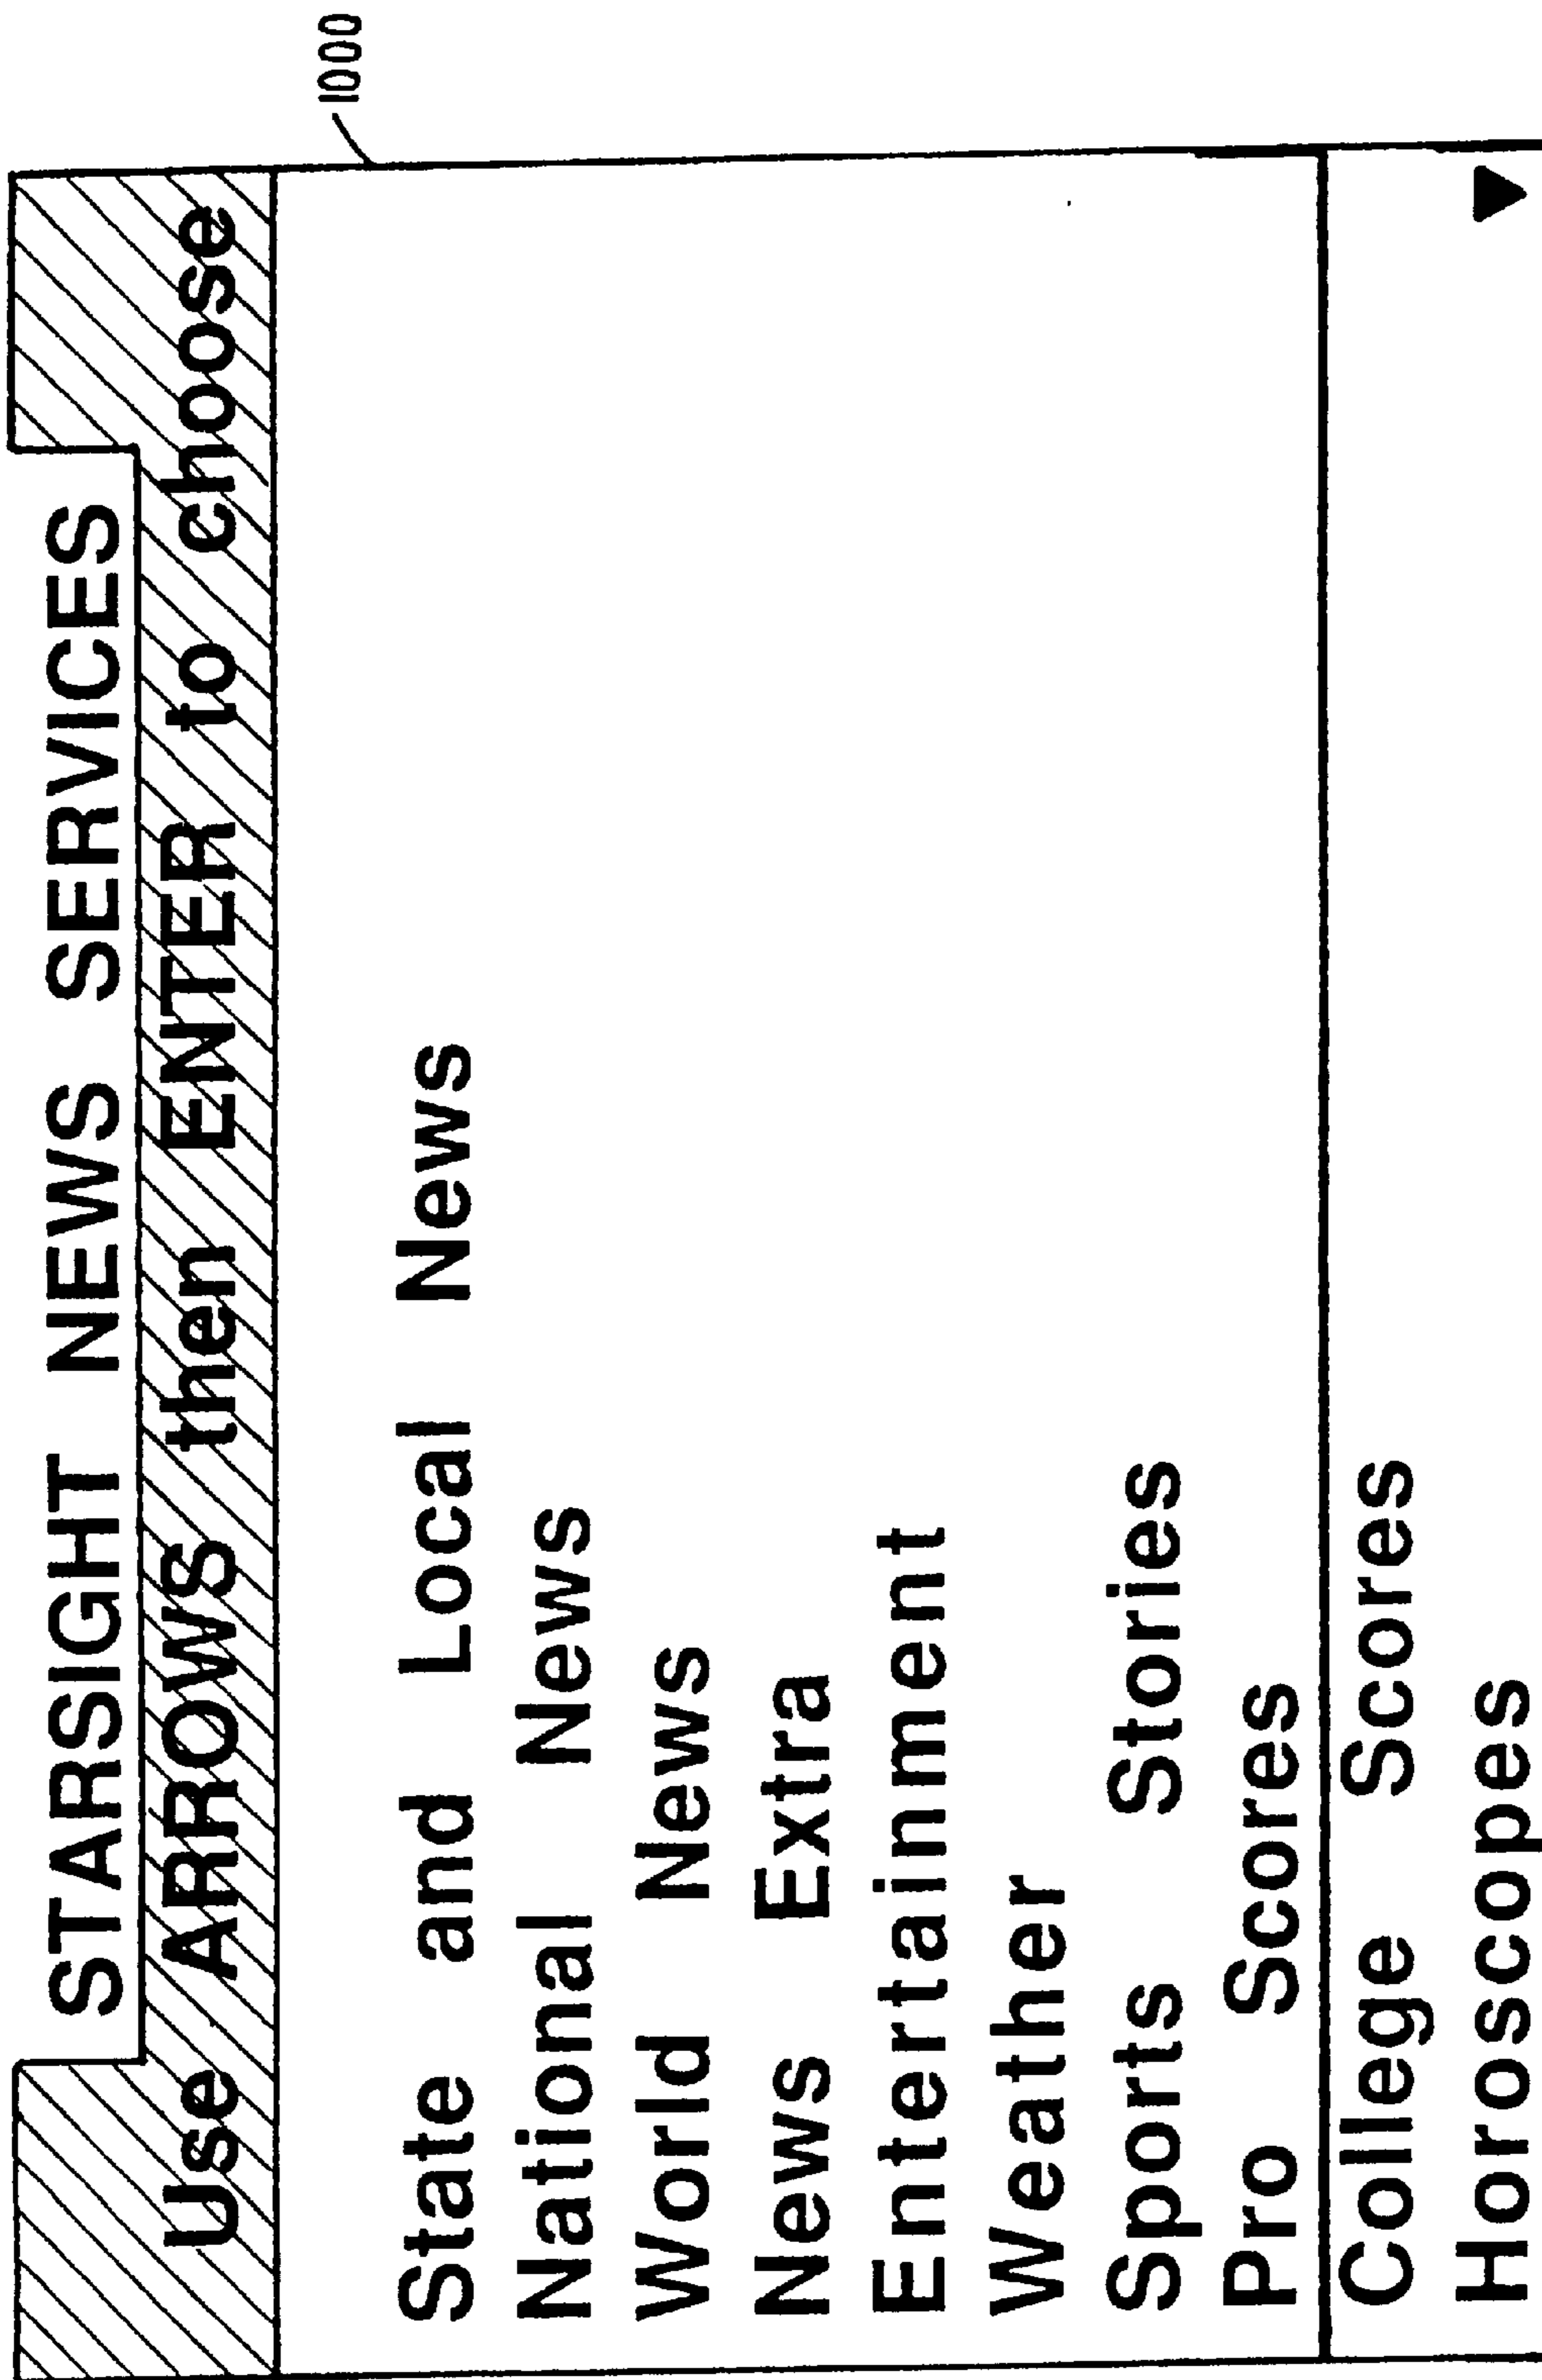 STARSIGHT NEWS SERVICES
Use ARROWS then ENTER to choose
1000
State and Local News
National News
World News
News Extra
Entertainment
Weather
Sports Stories
Pro Scores
College Scores
Horoscopes